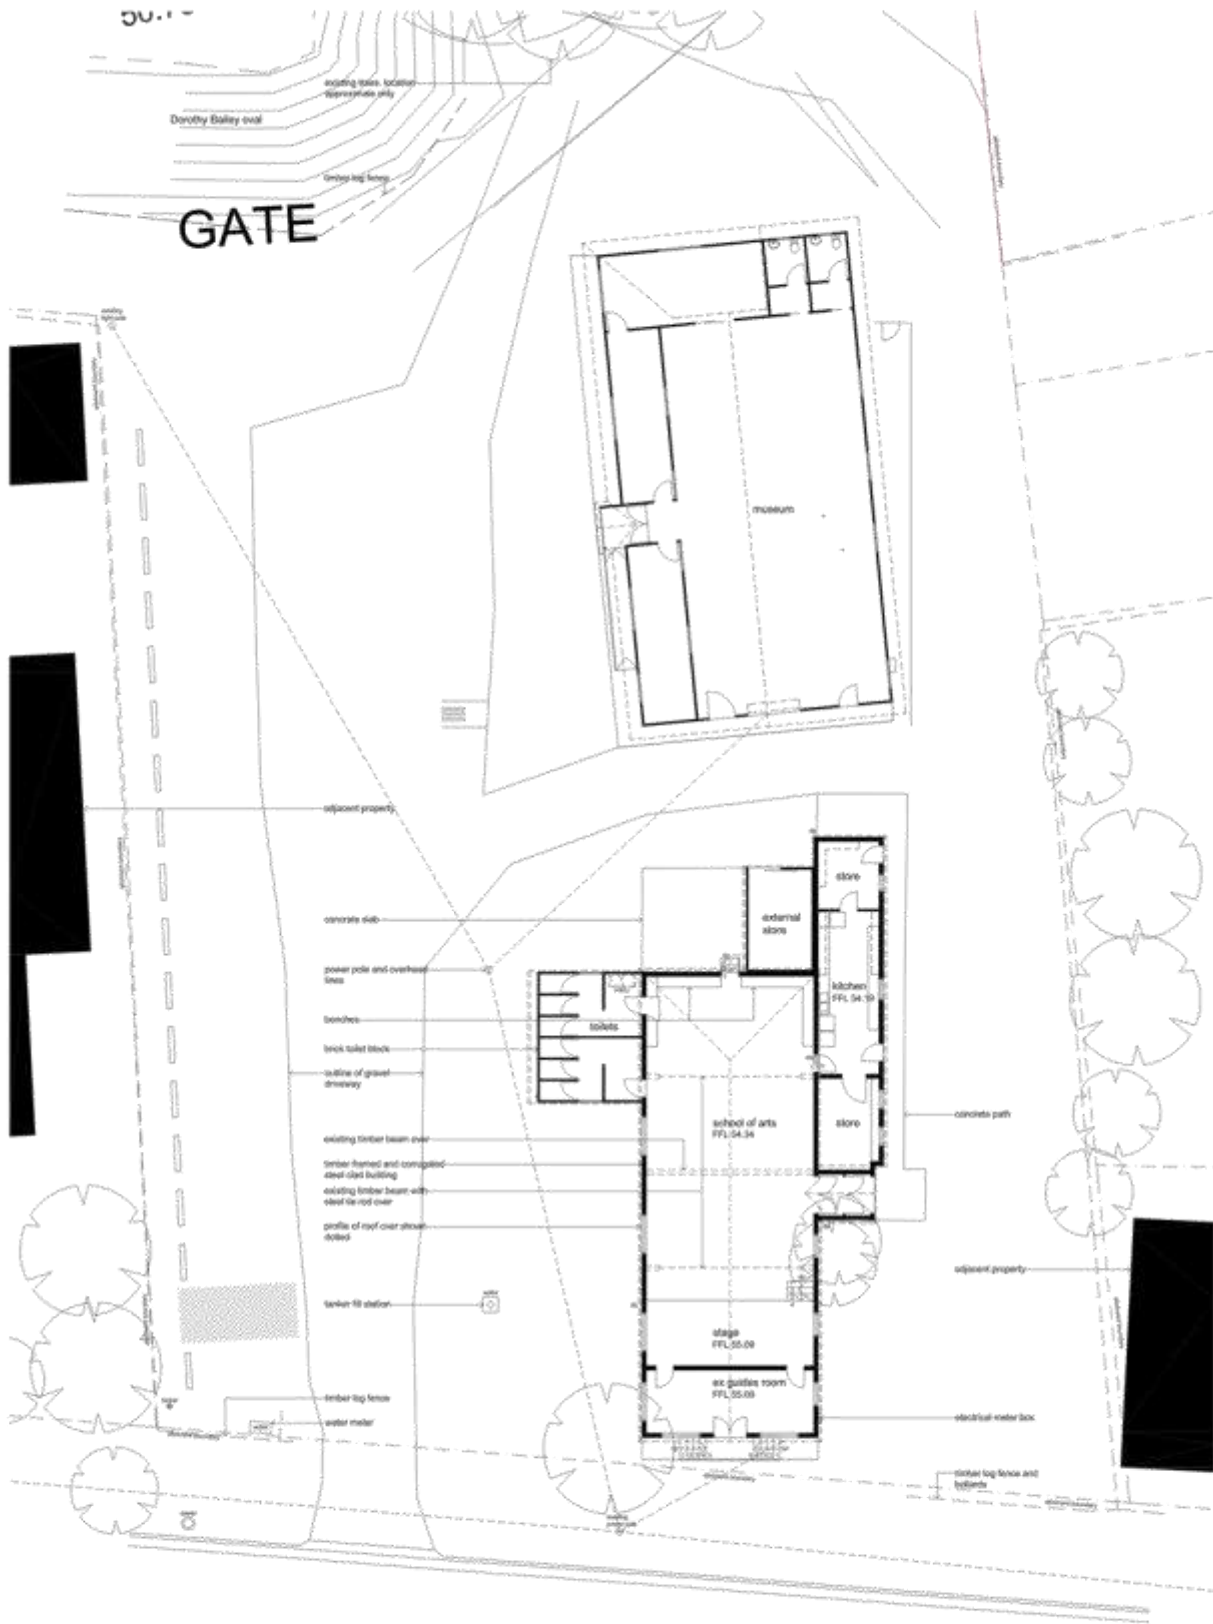 existing trees, location
approximate only
Dorothy Bailey oval
timber log fence
GATE
museum
adjacent property
store
concrete slab
external
store
power pole and overhead
lines
kitchen
FFL 54.19
benches
toilets
brick toilet block
outline of gravel
driveway
concrete path
school of arts
FFL 54.34
store
existing timber beam over
timber framed and corrugated
steel clad building
existing timber beam with
steel tie rod over
profile of roof over shown
dotted
adjacent property
tanker fill station
stage
FFL 55.09
ex guides room
FFL 55.09
timber log fence
water meter
electrical meter box
timber log fence and
bollards